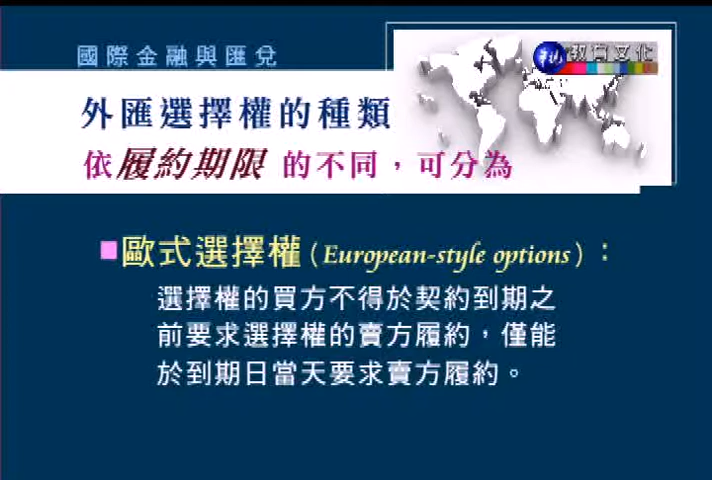 國際金融與匯兌
教育文化
外匯選擇權的種類
依履約期限的不同，可分為
歐式選擇權(European-style options)：
選擇權的買方不得於契約到期之
前要求選擇權的賣方履約，僅能
於到期日當天要求賣方履約。